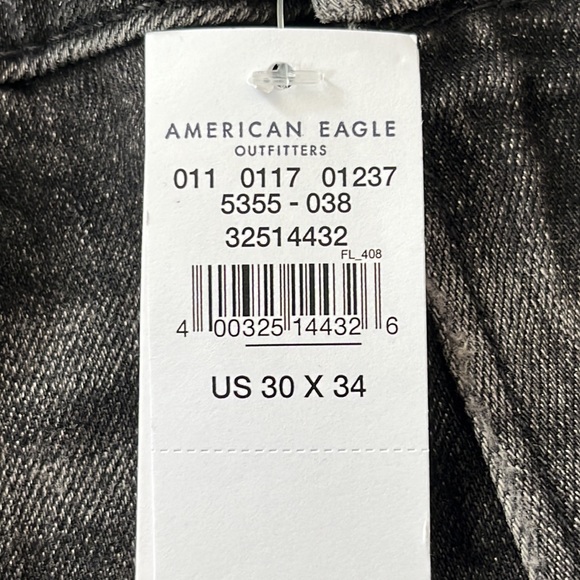 AMERICAN EAGLE
OUTFITTERS
011 0117 01237
5355 - 038
32514432
FL_408
4 00325 14432 6
US 30 X 34